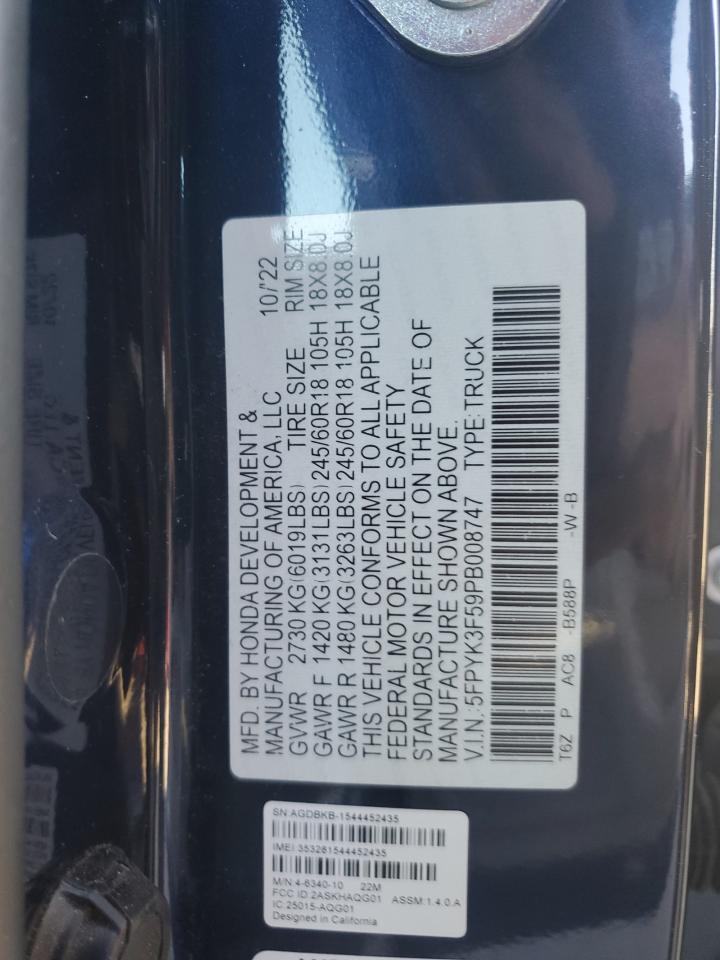 MFD. BY HONDA DEVELOPMENT &
MANUFACTURING OF AMERICA, LLC 10/'22
GVWR 2730 KG(6019LBS) TIRE SIZE RIM SIZE
GAWR F 1420 KG(3131LBS) 245/60R18 105H 18X8.0J
GAWR R 1480 KG(3263LBS) 245/60R18 105H 18X8.0J
THIS VEHICLE CONFORMS TO ALL APPLICABLE
FEDERAL MOTOR VEHICLE SAFETY
STANDARDS IN EFFECT ON THE DATE OF
MANUFACTURE SHOWN ABOVE.
V.I.N.:5FPYK3F59PB008747 TYPE:TRUCK
T6Z P AC8 -B588P -W-B
SN:AGDBKB-1544452435
IMEI 353261544452435
M/N:4-6340-10 22M
FCC ID:2ASKHAQG01 ASSM:1.4.0.A
IC:25015-AQG01
Designed in California